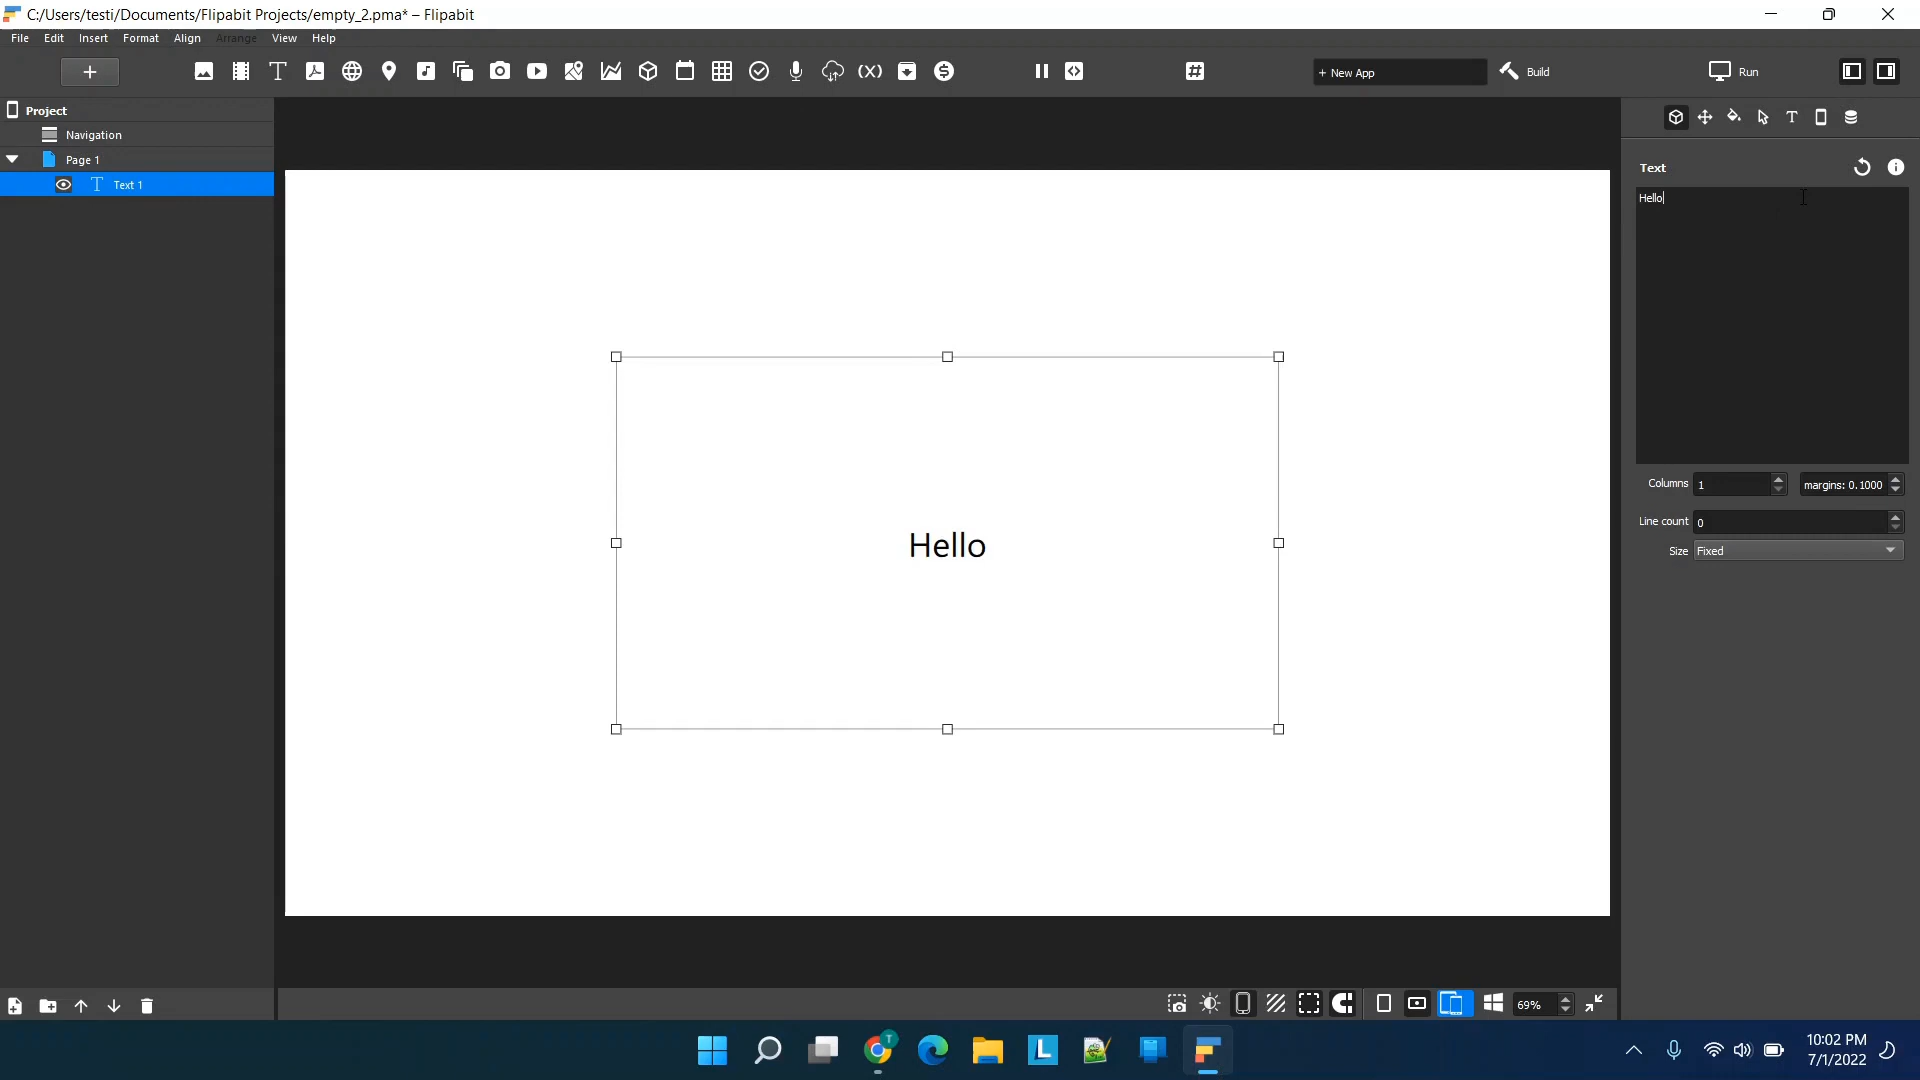 C:/Users/testi/Documents/Flipabit Projects/empty_2.pma* – Flipabit
File Edit Insert Format Align Arrange View Help
+ New App
Build
Run
Project
Navigation
Page 1
Text 1
Text
Hello
Columns 1 margins: 0.1000
Line count 0
Size Fixed
Hello
69%
10:02 PM
7/1/2022